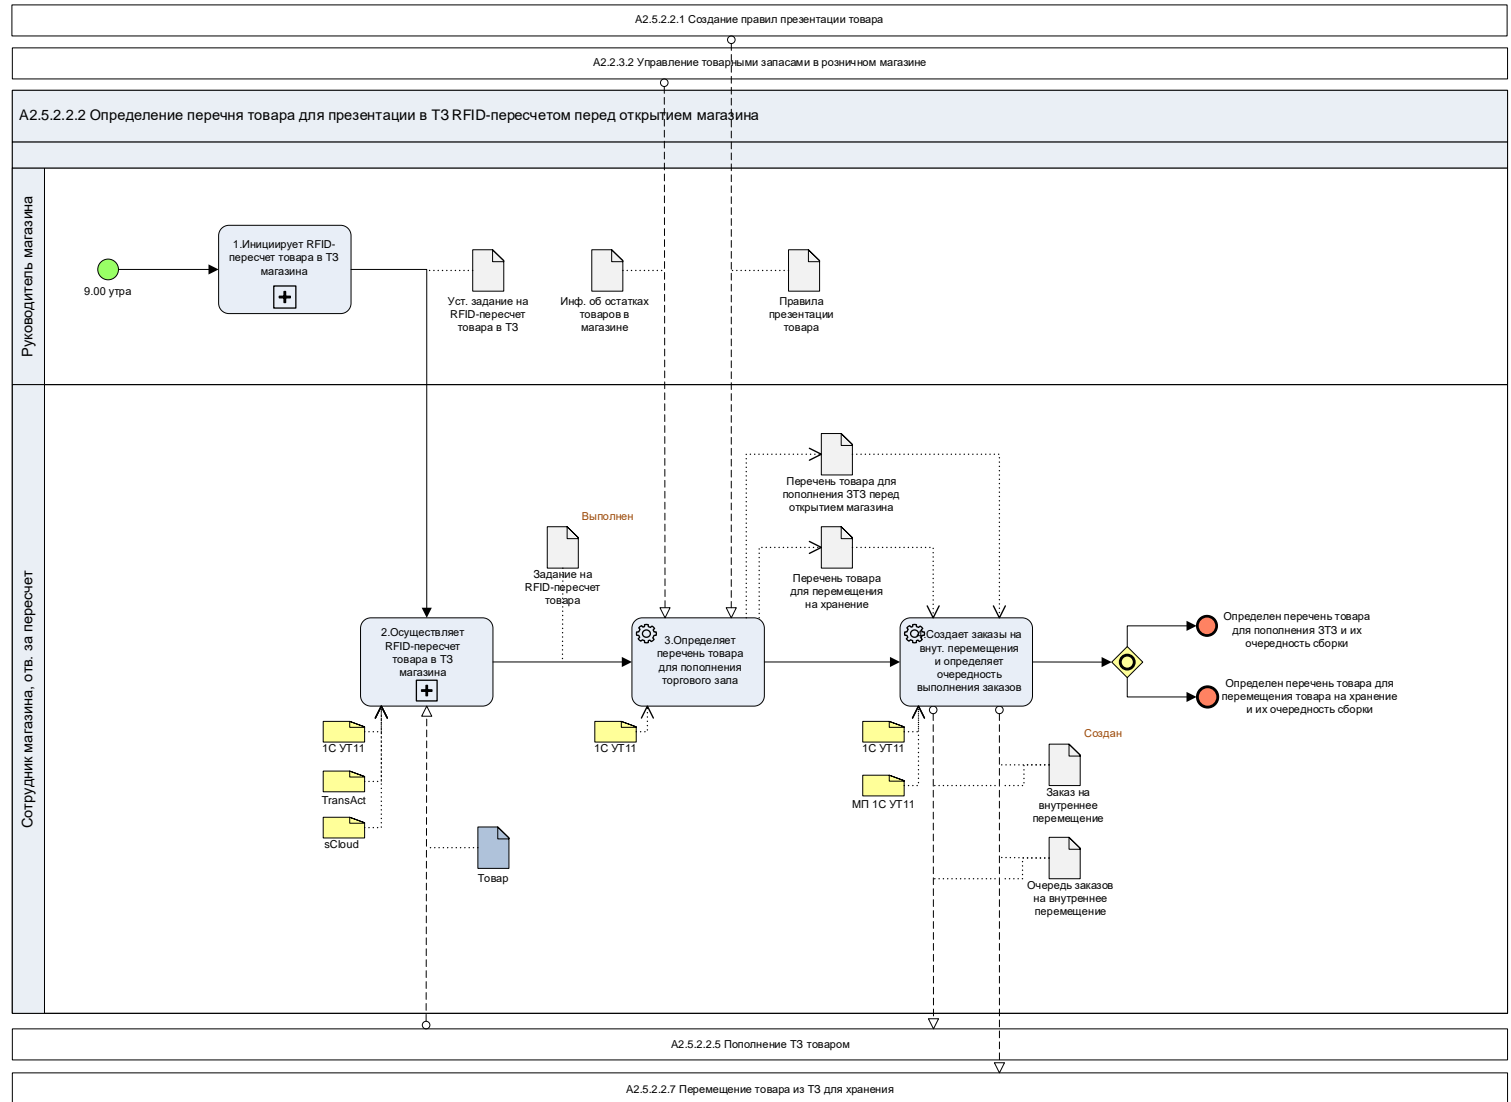 A2.5.2.2.1 Создание правил презентации товара
A2.2.3.2 Управление товарными запасами в розничном магазине
A2.5.2.2.2 Определение перечня товара для презентации в ТЗ RFID-пересчетом перед открытием магазина
Руководитель магазина
1.Инициирует RFID-
пересчет товара в ТЗ
магазина
9.00 утра
Уст. задание на
RFID-пересчет
товара в ТЗ
Инф. об остатках
товаров в
магазине
Правила
презентации
товара
Сотрудник магазина, отв. за пересчет
Перечень товара для
пополнения ЗТЗ перед
открытием магазина
Выполнен
Задание на
RFID-пересчет
товара
Перечень товара
для перемещения
на хранение
2.Осуществляет
RFID-пересчет
товара в ТЗ
магазина
3.Определяет
перечень товара
для пополнения
торгового зала
Создает заказы на
внут. перемещения
и определяет
очередность
выполнения заказов
Определен перечень товара
для пополнения ЗТЗ и их
очередность сборки
Определен перечень товара для
перемещения товара на хранение
и их очередность сборки
1С УТ11
TransAct
sCloud
1С УТ11
1С УТ11
МП 1С УТ11
Создан
Заказ на
внутреннее
перемещение
Товар
Очередь заказов
на внутреннее
перемещение
A2.5.2.2.5 Пополнение ТЗ товаром
A2.5.2.2.7 Перемещение товара из ТЗ для хранения